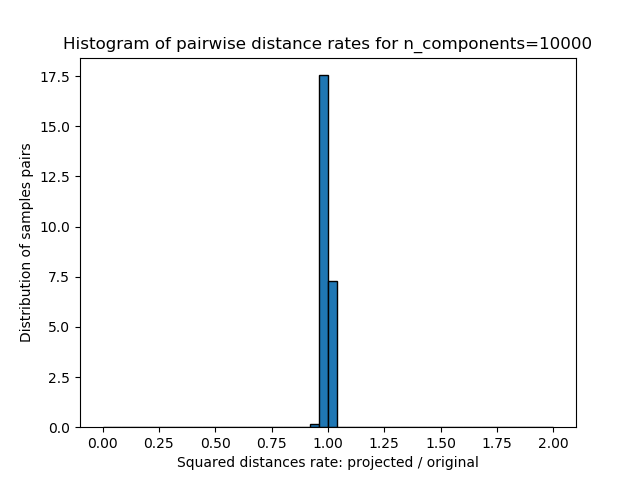 Histogram of pairwise distance rates for n_components=10000
Distribution of samples pairs
17.5
15.0
12.5
10.0
7.5
5.0
2.5
0.0
0.00 0.25 0.50 0.75 1.00 1.25 1.50 1.75 2.00
Squared distances rate: projected / original